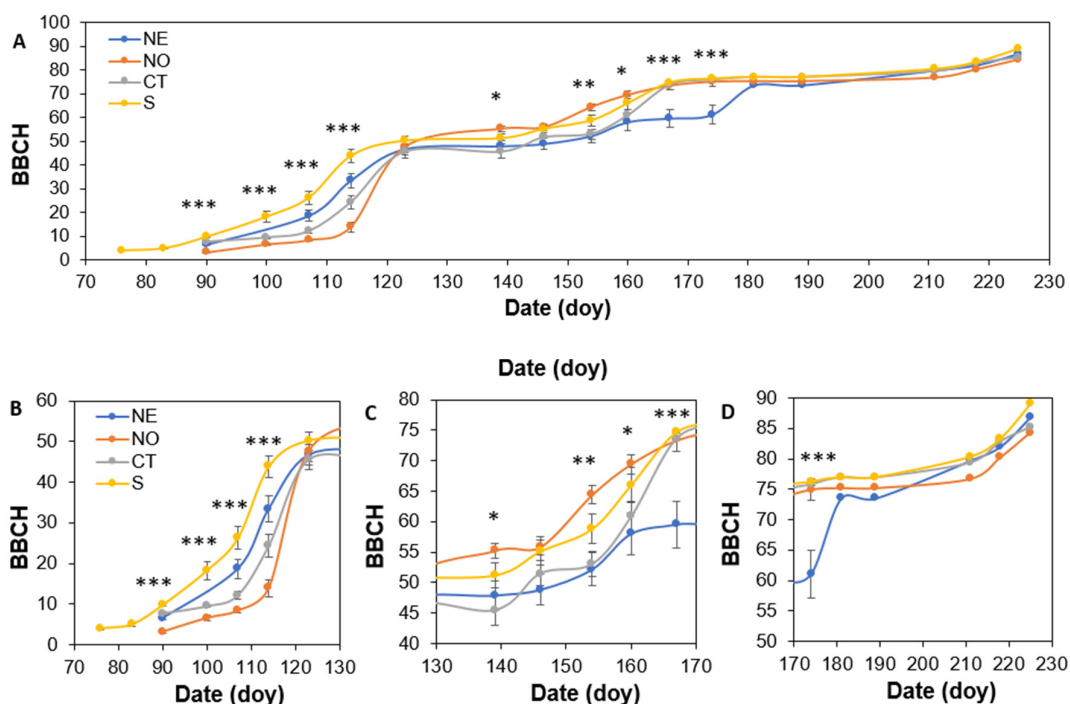 A
BBCH
100
90
80
70
60
50
40
30
20
10
0
NE
NO
CT
S
*** *** *** *** * ** * *** ***
70 80 90 100 110 120 130 140 150 160 170 180 190 200 210 220 230
Date (doy)
Date (doy)
B
BBCH
60
50
40
30
20
10
0
NE
NO
CT
S
*** *** *** ***
70 80 90 100 110 120 130
Date (doy)
C
BBCH
80
75
70
65
60
55
50
45
40
* ** * ***
130 140 150 160 170
Date (doy)
D
BBCH
90
85
80
75
70
65
60
55
50
***
170 180 190 200 210 220 230
Date (doy)